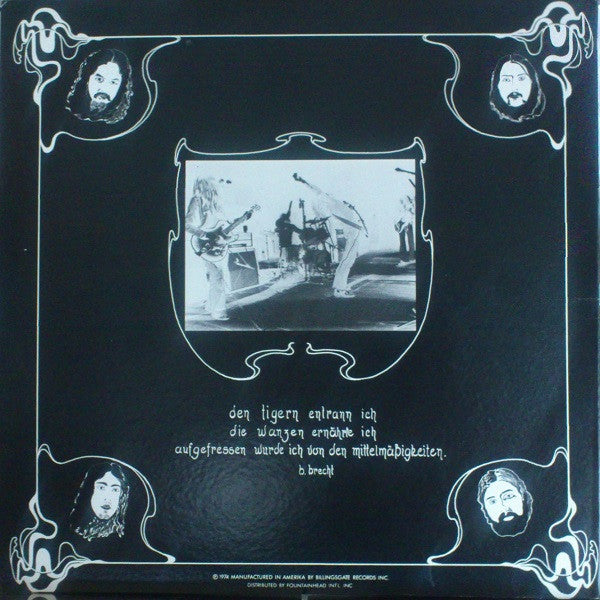 den tigern entrann ich
die wanzen ernährte ich
aufgefressen wurde ich von den mittelmäßigkeiten.
b. brecht
© 1974 MANUFACTURED IN AMERIKA BY BILLINGSGATE RECORDS INC.
DISTRIBUTED BY FOUNTAINHEAD INT'L. INC